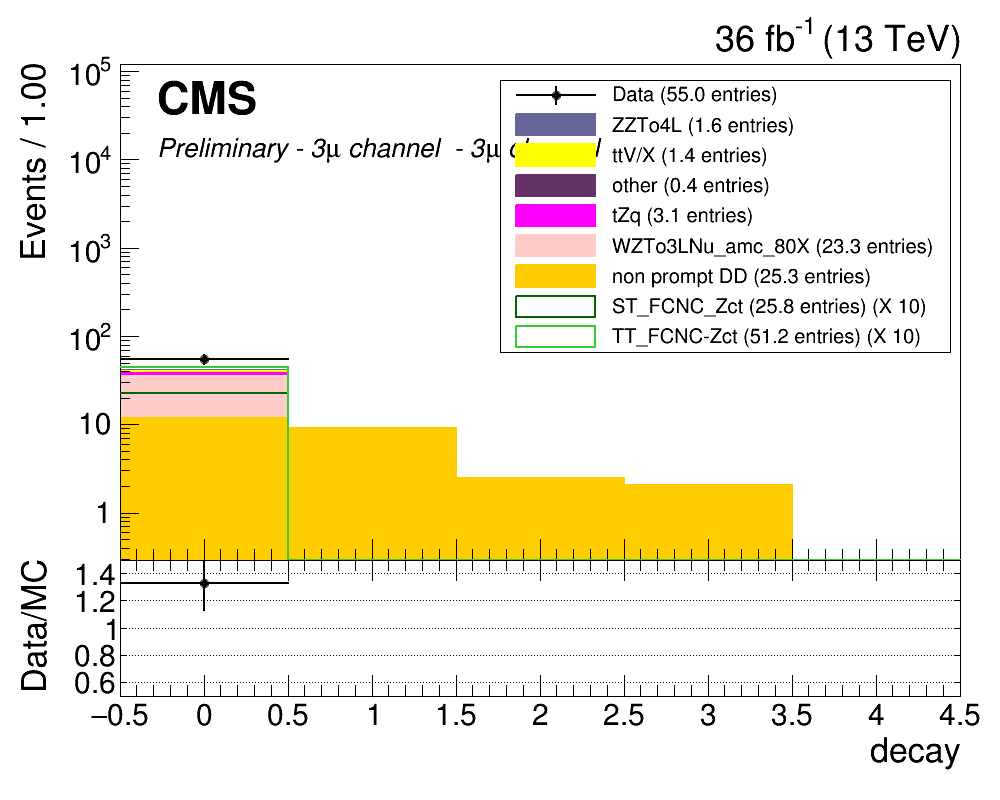 36 fb-1 (13 TeV)
Events / 1.00
10^5
10^4
10^3
10^2
10
1
CMS
Preliminary - 3μ channel - 3μ channel
Data (55.0 entries)
ZZTo4L (1.6 entries)
ttV/X (1.4 entries)
other (0.4 entries)
tZq (3.1 entries)
WZTo3LNu_amc_80X (23.3 entries)
non prompt DD (25.3 entries)
ST_FCNC_Zct (25.8 entries) (X 10)
TT_FCNC-Zct (51.2 entries) (X 10)
Data/MC
1.4
1.2
1
0.8
0.6
−0.5 0 0.5 1 1.5 2 2.5 3 3.5 4 4.5
decay